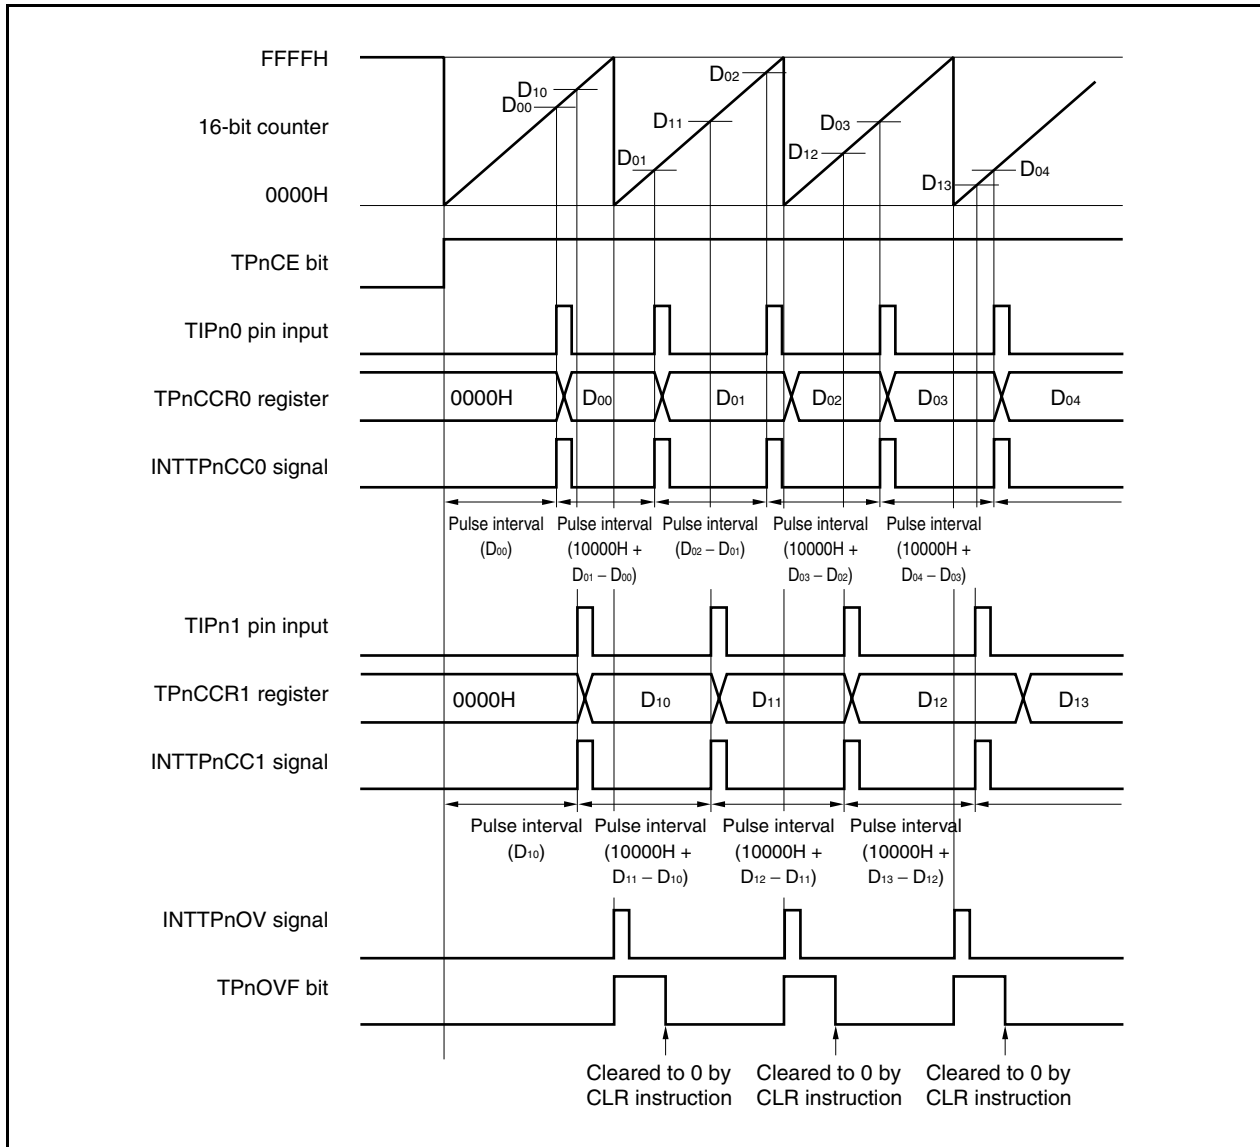 FFFFH
16-bit counter
0000H
D10
D00
D01
D11
D02
D12
D03
D13
D04
TPnCE bit
TIPn0 pin input
TPnCCR0 register
0000H
D00
D01
D02
D03
D04
INTTPnCC0 signal
Pulse interval
(D00)
Pulse interval
(10000H +
D01 – D00)
Pulse interval
(D02 – D01)
Pulse interval
(10000H +
D03 – D02)
Pulse interval
(10000H +
D04 – D03)
TIPn1 pin input
TPnCCR1 register
0000H
D10
D11
D12
D13
INTTPnCC1 signal
Pulse interval
(D10)
Pulse interval
(10000H +
D11 – D10)
Pulse interval
(10000H +
D12 – D11)
Pulse interval
(10000H +
D13 – D12)
INTTPnOV signal
TPnOVF bit
Cleared to 0 by
CLR instruction
Cleared to 0 by
CLR instruction
Cleared to 0 by
CLR instruction